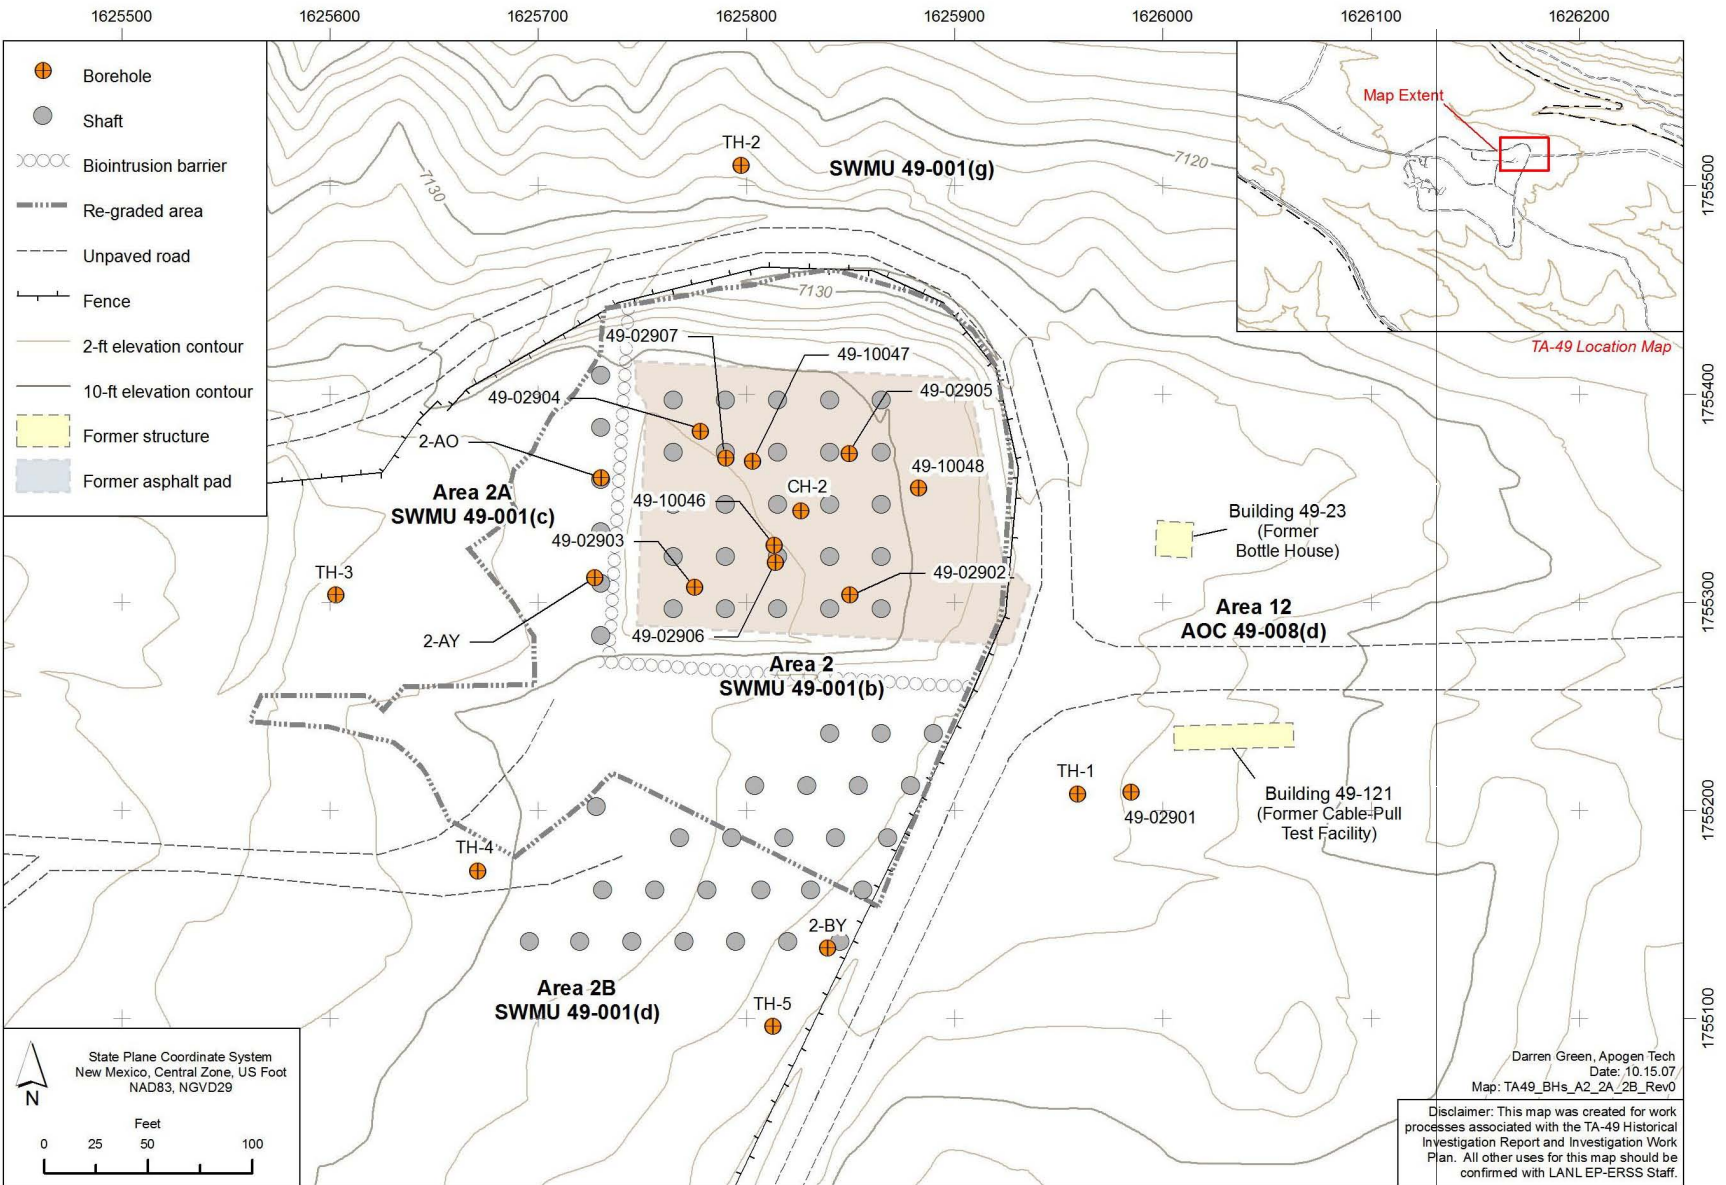 1625500 1625600 1625700 1625800 1625900 1626000 1626100 1626200
Borehole
Shaft
Biointrusion barrier
Re-graded area
Unpaved road
Fence
2-ft elevation contour
10-ft elevation contour
Former structure
Former asphalt pad
Map Extent
TA-49 Location Map
1755500
1755400
1755300
1755200
1755100
7130
7120
7130
TH-2
SWMU 49-001(g)
49-02907
49-10047
49-02904
49-02905
2-AO
49-10048
Area 2A
SWMU 49-001(c)
CH-2
49-10046
49-02903
TH-3
49-02902
2-AY
49-02906
Area 2
SWMU 49-001(b)
Building 49-23
(Former
Bottle House)
Area 12
AOC 49-008(d)
TH-1
49-02901
Building 49-121
(Former Cable-Pull
Test Facility)
TH-4
2-BY
Area 2B
SWMU 49-001(d)
TH-5
N
State Plane Coordinate System
New Mexico, Central Zone, US Foot
NAD83, NGVD29
Feet
0 25 50 100
Darren Green, Apogen Tech
Date: 10.15.07
Map: TA49_BHs_A2_2A_2B_Rev0
Disclaimer: This map was created for work
processes associated with the TA-49 Historical
Investigation Report and Investigation Work
Plan. All other uses for this map should be
confirmed with LANL EP-ERSS Staff.